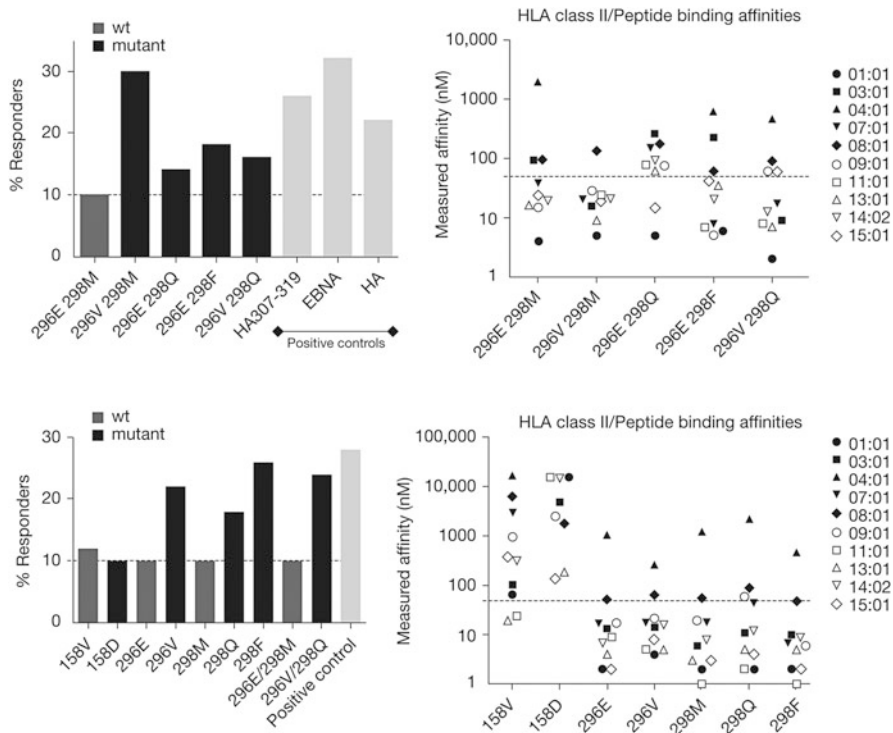 wt
mutant
% Responders
30
20
10
0
296E 298M
296V 298M
296E 298Q
296E 298F
296V 298Q
HA307-319
EBNA
HA
Positive controls
HLA class II/Peptide binding affinities
Measured affinity (nM)
10,000
1000
100
10
1
296E 298M
296V 298M
296E 298Q
296E 298F
296V 298Q
01:01
03:01
04:01
07:01
08:01
09:01
11:01
13:01
14:02
15:01
wt
mutant
% Responders
30
20
10
0
158V
158D
296E
296V
298M
298Q
298F
296E/298M
296V/298Q
Positive control
HLA class II/Peptide binding affinities
Measured affinity (nM)
100,000
10,000
1000
100
10
1
158V
158D
296E
296V
298M
298Q
298F
01:01
03:01
04:01
07:01
08:01
09:01
11:01
13:01
14:02
15:01